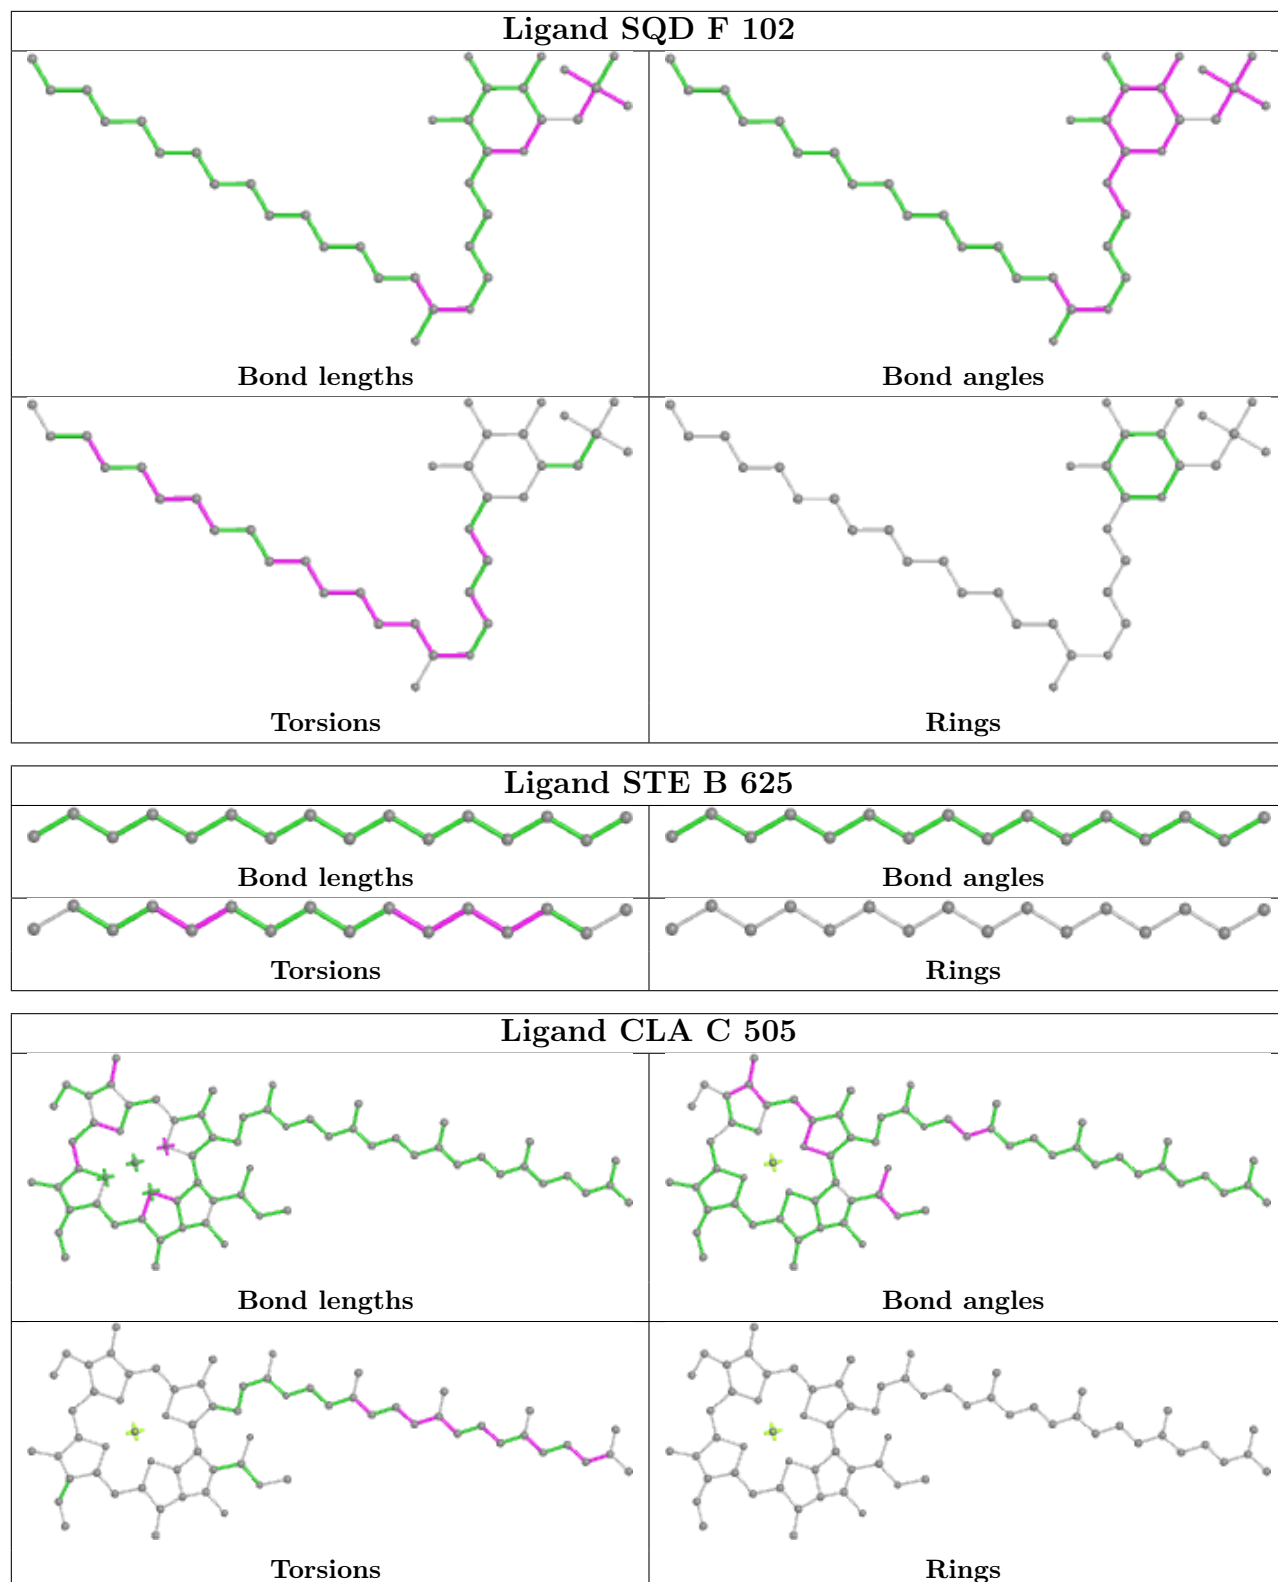 Ligand SQD F 102
Bond lengths
Bond angles
Torsions
Rings
Ligand STE B 625
Bond lengths
Bond angles
Torsions
Rings
Ligand CLA C 505
Bond lengths
Bond angles
Torsions
Rings